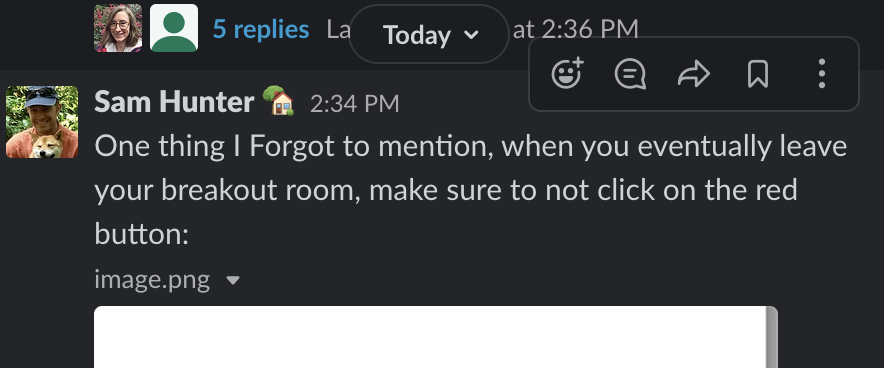 5 replies La Today at 2:36 PM
Sam Hunter 2:34 PM
One thing I Forgot to mention, when you eventually leave
your breakout room, make sure to not click on the red
button:
image.png